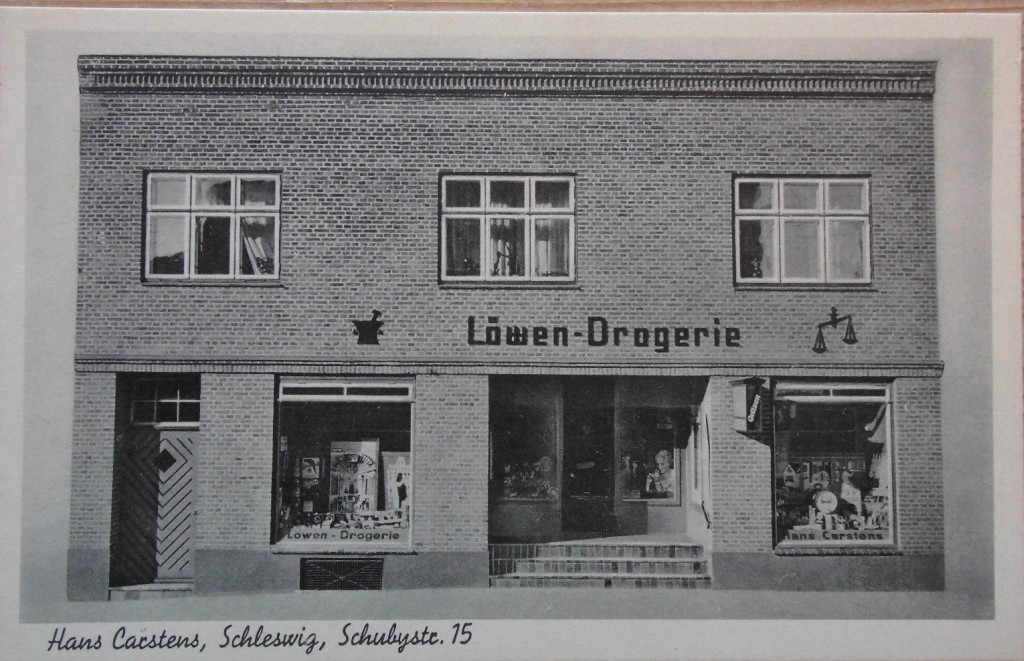 Löwen-Drogerie
Löwen-Drogerie
Hans Carstens
Hans Carstens, Schleswig, Schubystr. 15